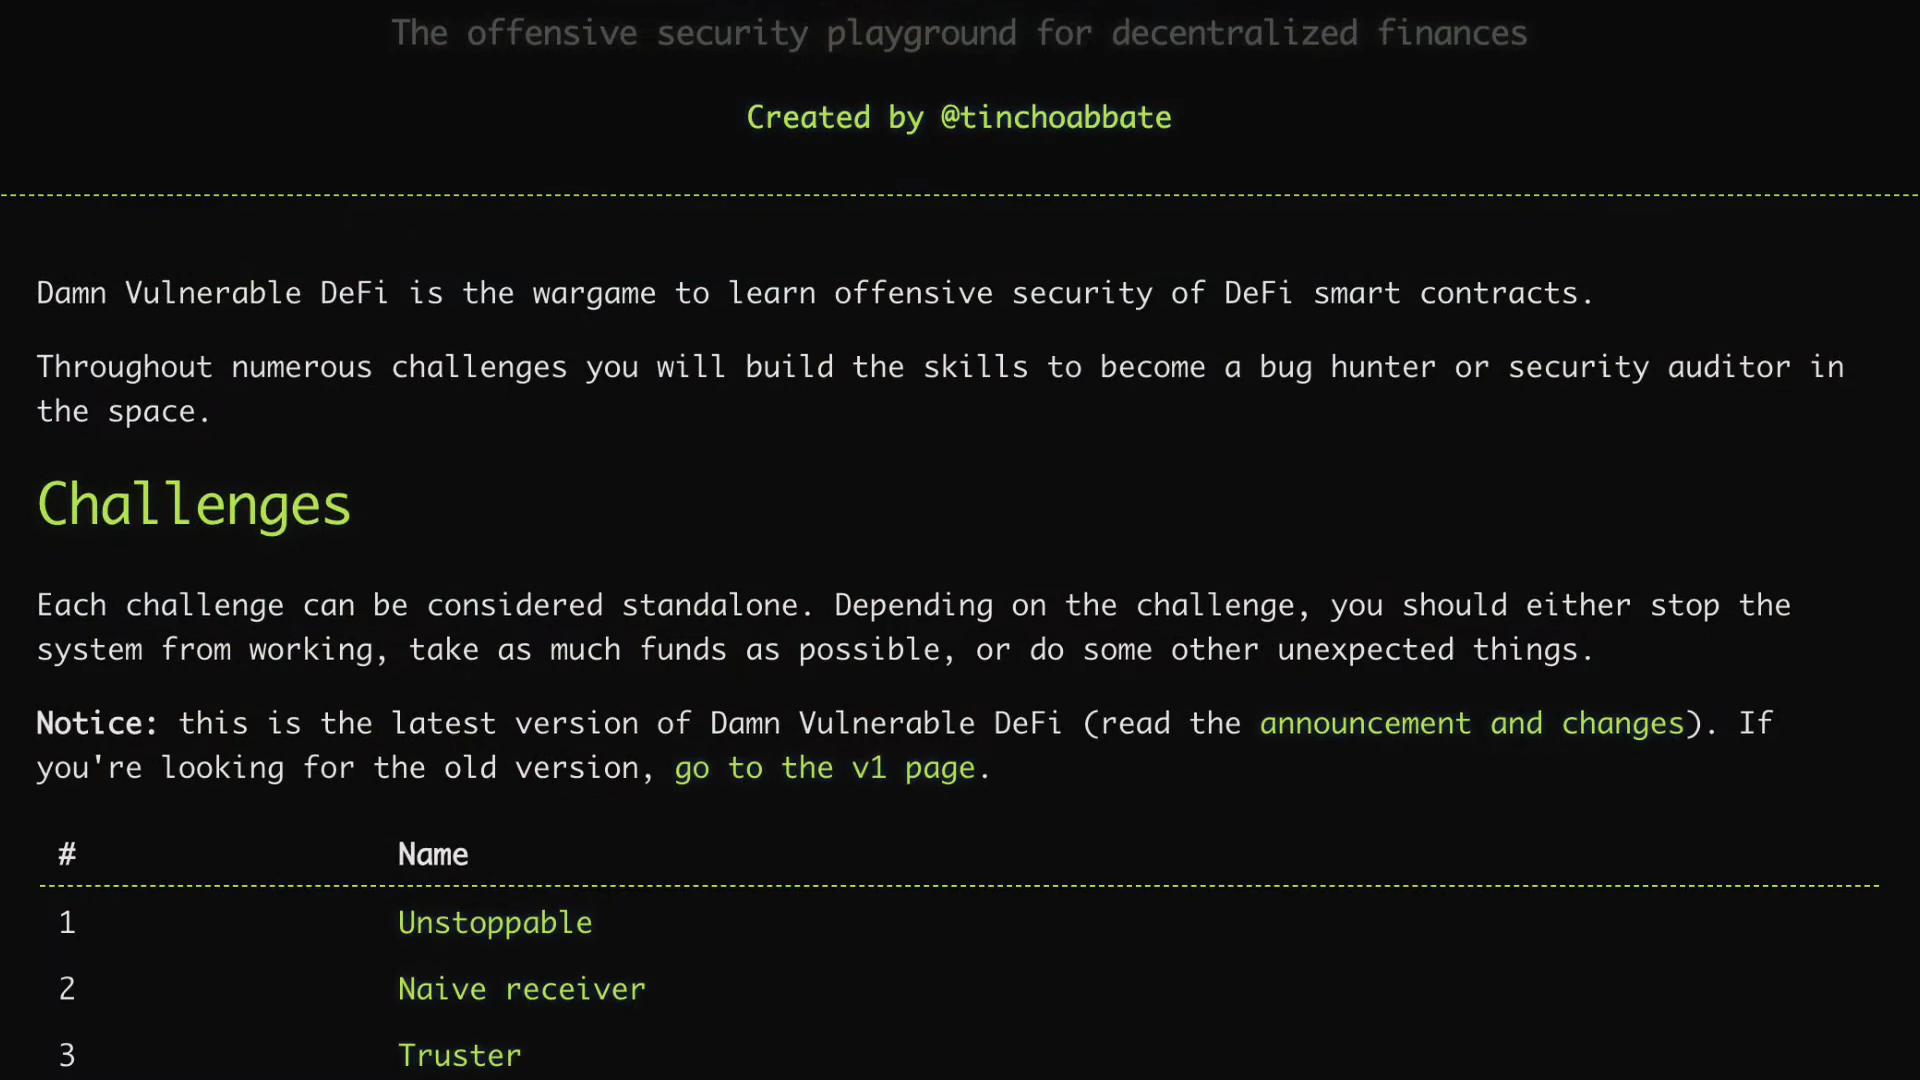 The offensive security playground for decentralized finances
Created by @tinchoabbate
Damn Vulnerable DeFi is the wargame to learn offensive security of DeFi smart contracts.
Throughout numerous challenges you will build the skills to become a bug hunter or security auditor in
the space.
Challenges
Each challenge can be considered standalone. Depending on the challenge, you should either stop the
system from working, take as much funds as possible, or do some other unexpected things.
Notice: this is the latest version of Damn Vulnerable DeFi (read the announcement and changes). If
you're looking for the old version, go to the v1 page.
# Name
1 Unstoppable
2 Naive receiver
3 Truster